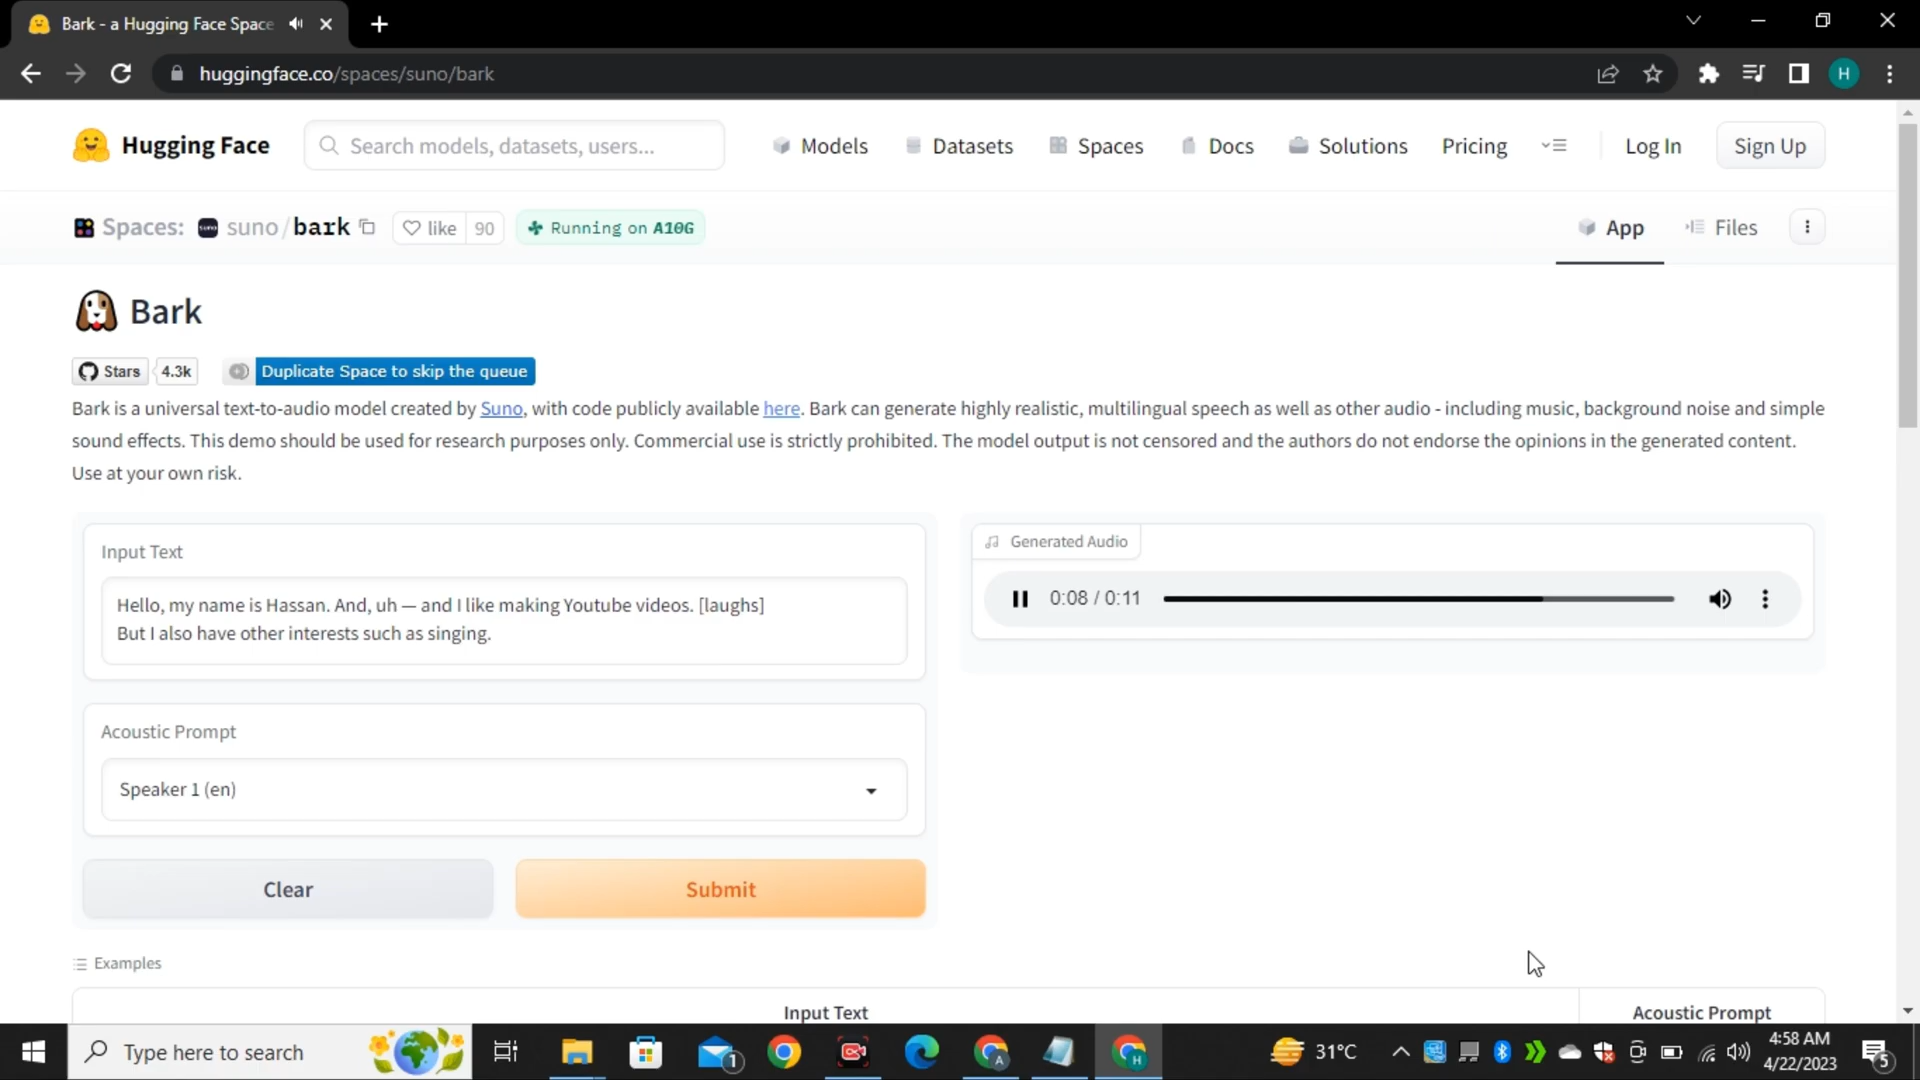 Bark - a Hugging Face Space
huggingface.co/spaces/suno/bark
H
Hugging Face
Search models, datasets, users...
Models
Datasets
Spaces
Docs
Solutions
Pricing
Log In
Sign Up
Spaces: suno/bark
like 90
Running on A10G
App
Files
Bark
Stars 4.3k
Duplicate Space to skip the queue
Bark is a universal text-to-audio model created by Suno, with code publicly available here. Bark can generate highly realistic, multilingual speech as well as other audio - including music, background noise and simple
sound effects. This demo should be used for research purposes only. Commercial use is strictly prohibited. The model output is not censored and the authors do not endorse the opinions in the generated content.
Use at your own risk.
Input Text
Hello, my name is Hassan. And, uh — and I like making Youtube videos. [laughs]
But I also have other interests such as singing.
Acoustic Prompt
Speaker 1 (en)
Clear
Submit
Generated Audio
0:08 / 0:11
Examples
Input Text
Acoustic Prompt
Type here to search
1
A
H
31°C
4:58 AM
4/22/2023
5